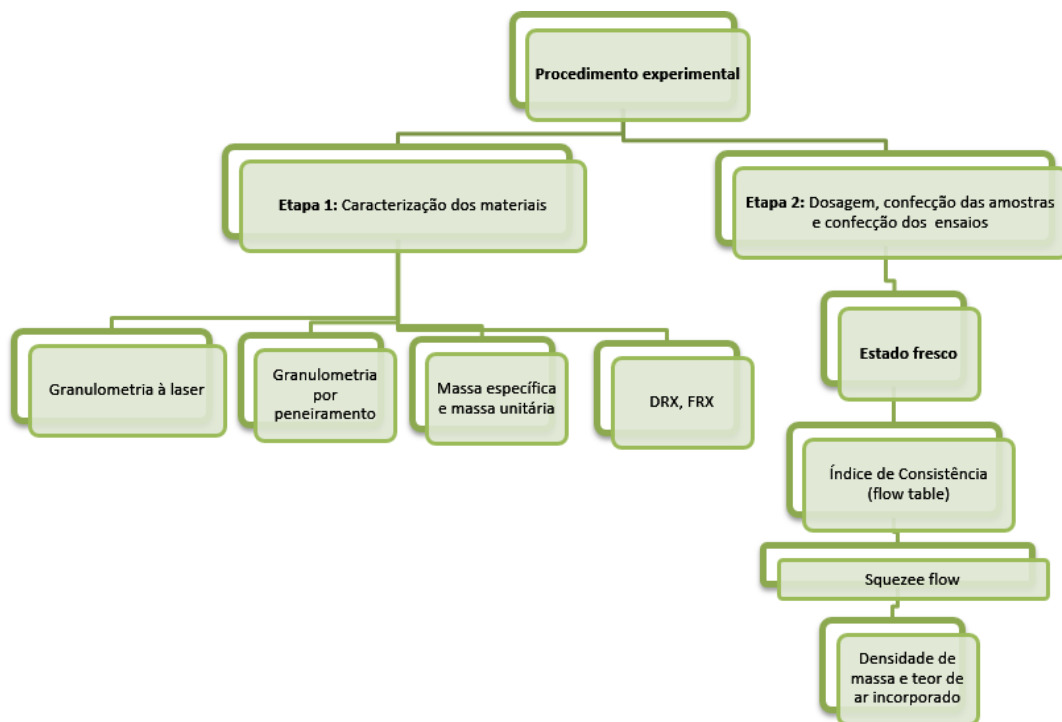 Procedimento experimental
Etapa 1: Caracterização dos materiais
Etapa 2: Dosagem, confecção das amostras
e confecção dos ensaios
Granulometria à laser
Granulometria
por
peneiramento
Massa específica
e massa unitária
DRX, FRX
Estado fresco
Índice de Consistência
(flow table)
Squezee flow
Densidade de
massa e teor de
ar incorporado